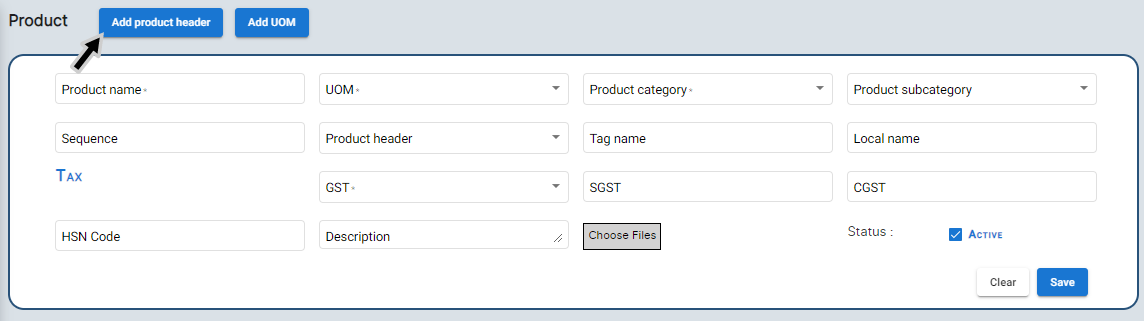 Product Add product header Add UOM
Product name * UOM * Product category * Product subcategory
Sequence Product header Tag name Local name
Tax
GST * SGST CGST
HSN Code Description Choose Files Status : Active
Clear Save